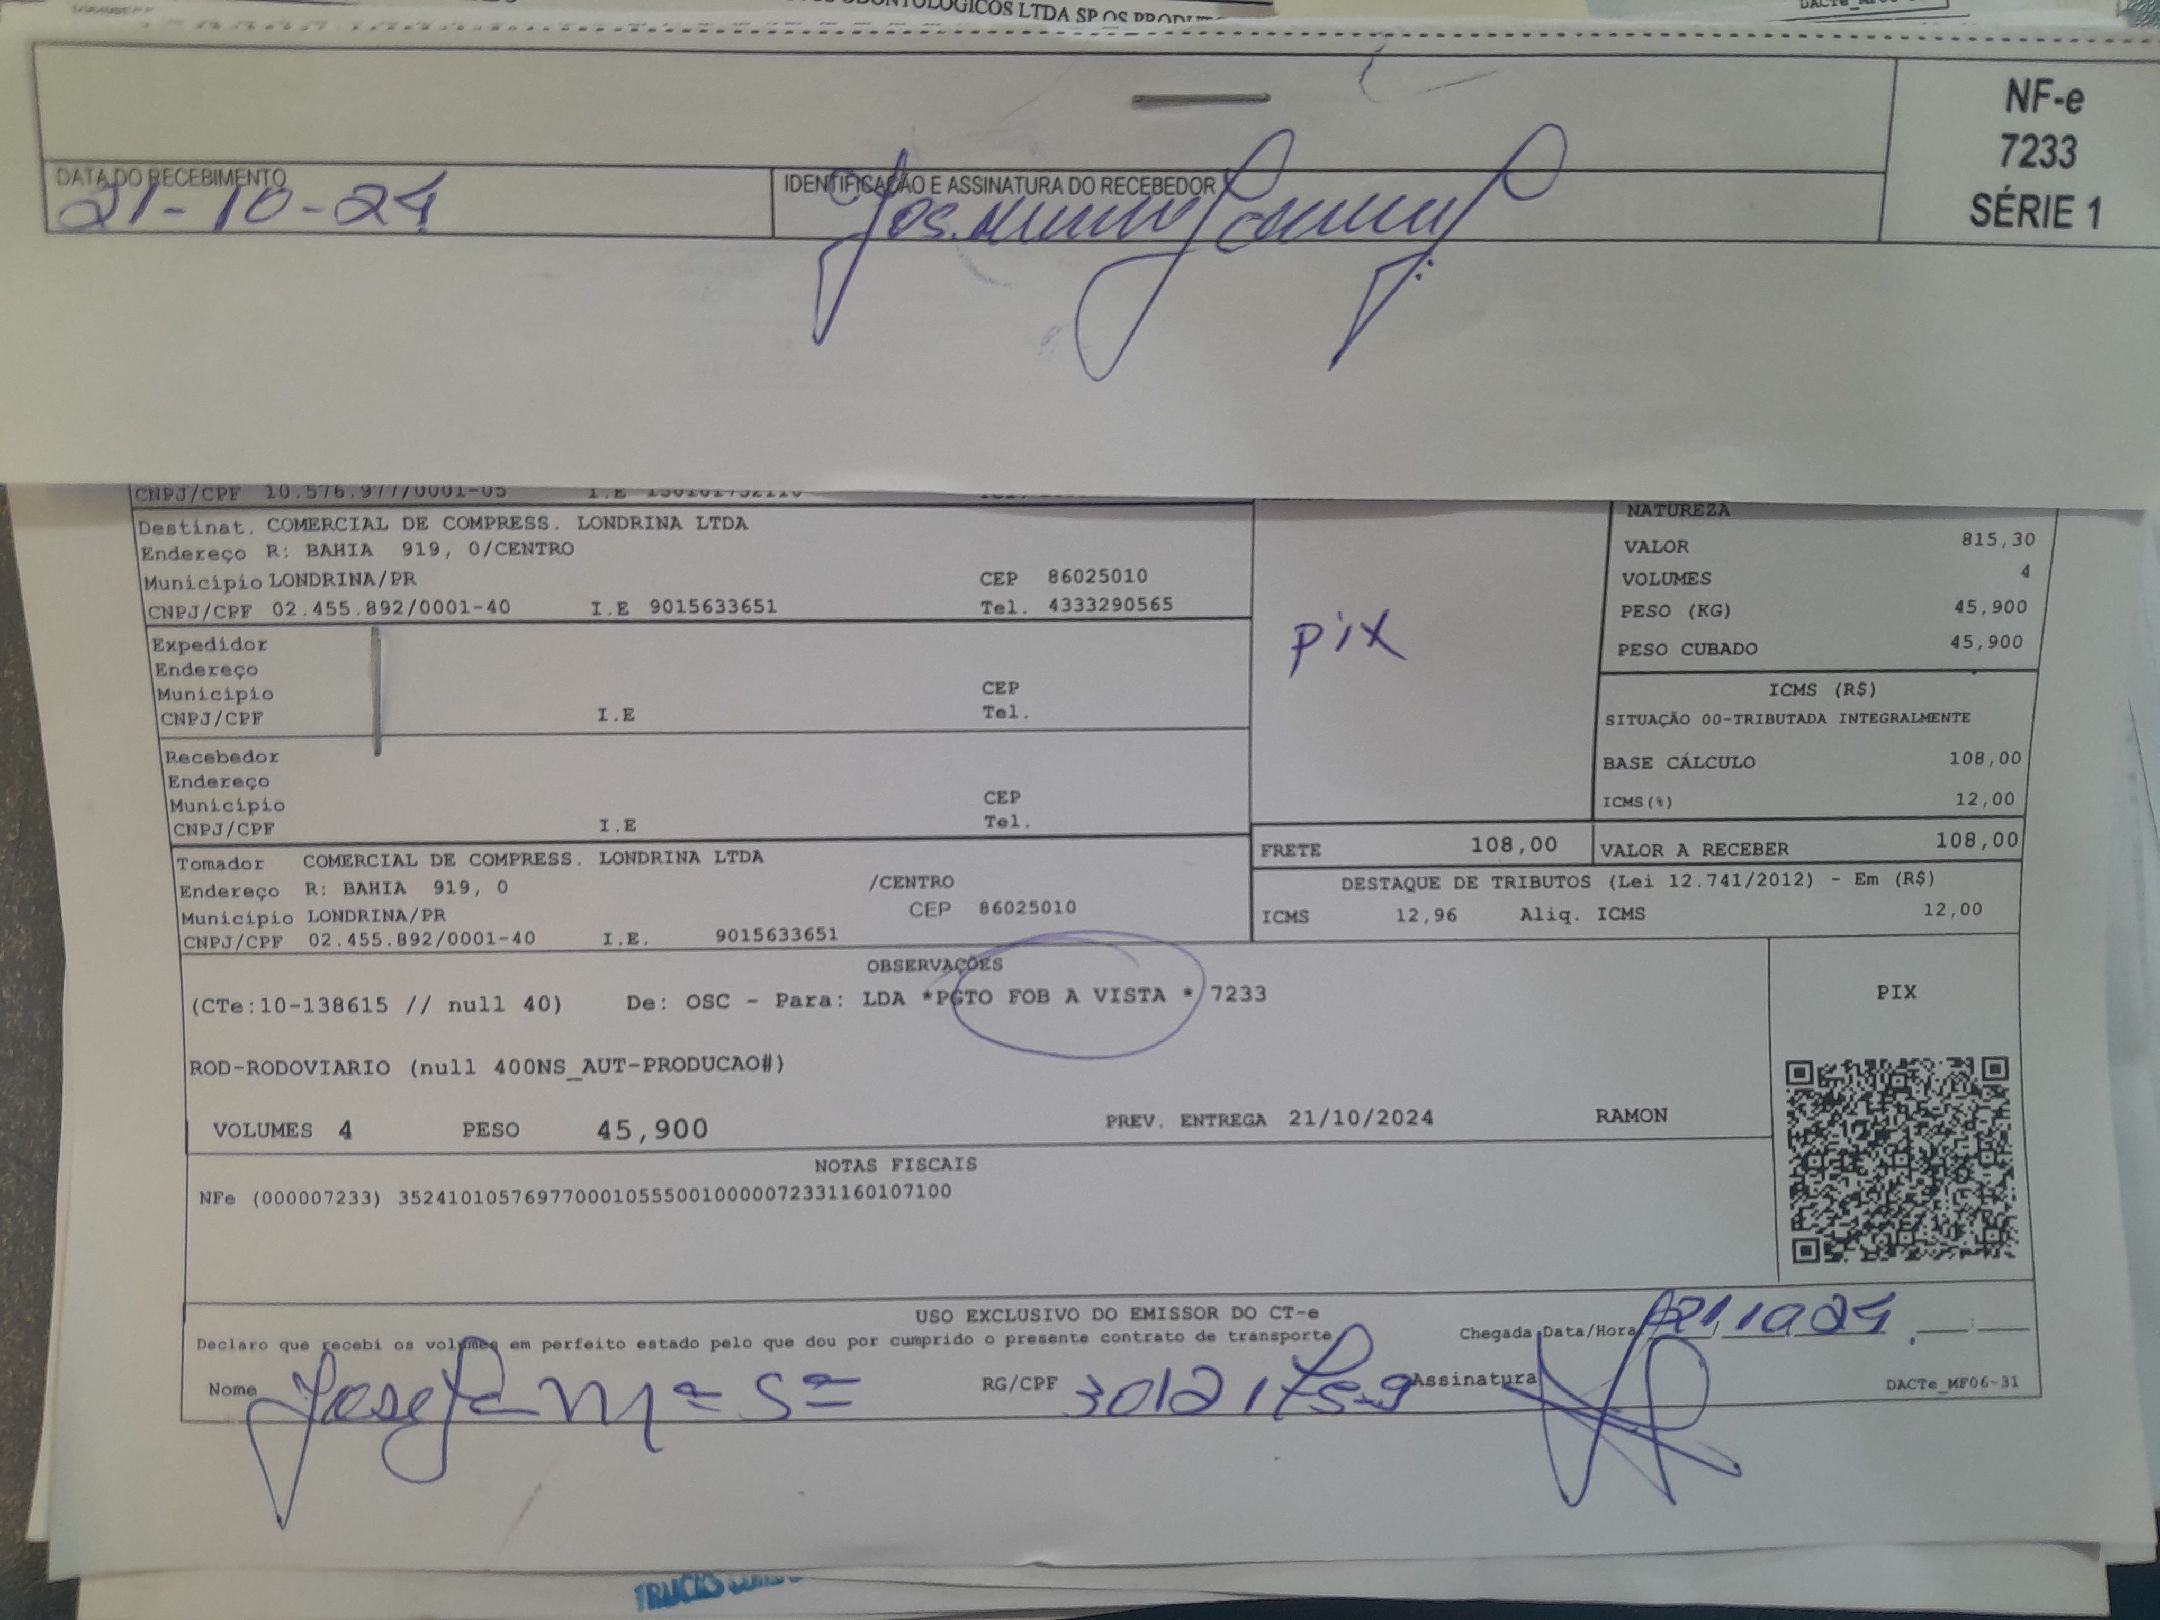 ODONTOLÓGICOS LTDA SP OS
NF-e
7233
SÉRIE 1
DATA DO RECEBIMENTO
21-10-24
IDENTIFICAÇÃO E ASSINATURA DO RECEBEDOR
CNPJ/CPF 10.576.977/0001-05 I.E
Destinat. COMERCIAL DE COMPRESS. LONDRINA LTDA
Endereço R: BAHIA 919, 0/CENTRO
Município LONDRINA/PR CEP 86025010
CNPJ/CPF 02.455.892/0001-40 I.E 9015633651 Tel. 4333290565
Expedidor
Endereço
Município CEP
CNPJ/CPF I.E Tel.
Recebedor
Endereço
Município CEP
CNPJ/CPF I.E Tel.
Tomador COMERCIAL DE COMPRESS. LONDRINA LTDA
Endereço R: BAHIA 919, 0 /CENTRO
Município LONDRINA/PR CEP 86025010
CNPJ/CPF 02.455.892/0001-40 I.E. 9015633651
pix
NATUREZA
VALOR 815,30
VOLUMES 4
PESO (KG) 45,900
PESO CUBADO 45,900
ICMS (R$)
SITUAÇÃO 00-TRIBUTADA INTEGRALMENTE
BASE CÁLCULO 108,00
ICMS(%) 12,00
FRETE 108,00 VALOR A RECEBER 108,00
DESTAQUE DE TRIBUTOS (Lei 12.741/2012) - Em (R$)
ICMS 12,96 Aliq. ICMS 12,00
OBSERVAÇÕES
(CTe:10-138615 // null 40) De: OSC - Para: LDA *PGTO FOB A VISTA * 7233
ROD-RODOVIARIO (null 400NS_AUT-PRODUCAO#)
VOLUMES 4 PESO 45,900 PREV. ENTREGA 21/10/2024 RAMON
PIX
NOTAS FISCAIS
NFe (000007233) 35241010576977000105550010000072331160107100
USO EXCLUSIVO DO EMISSOR DO CT-e
Declaro que recebi os volumes em perfeito estado pelo que dou por cumprido o presente contrato de transporte
Chegada Data/Hora 21 10 24
Nome Josefa Mª Sª RG/CPF Assinatura
DACTe_MF06-31